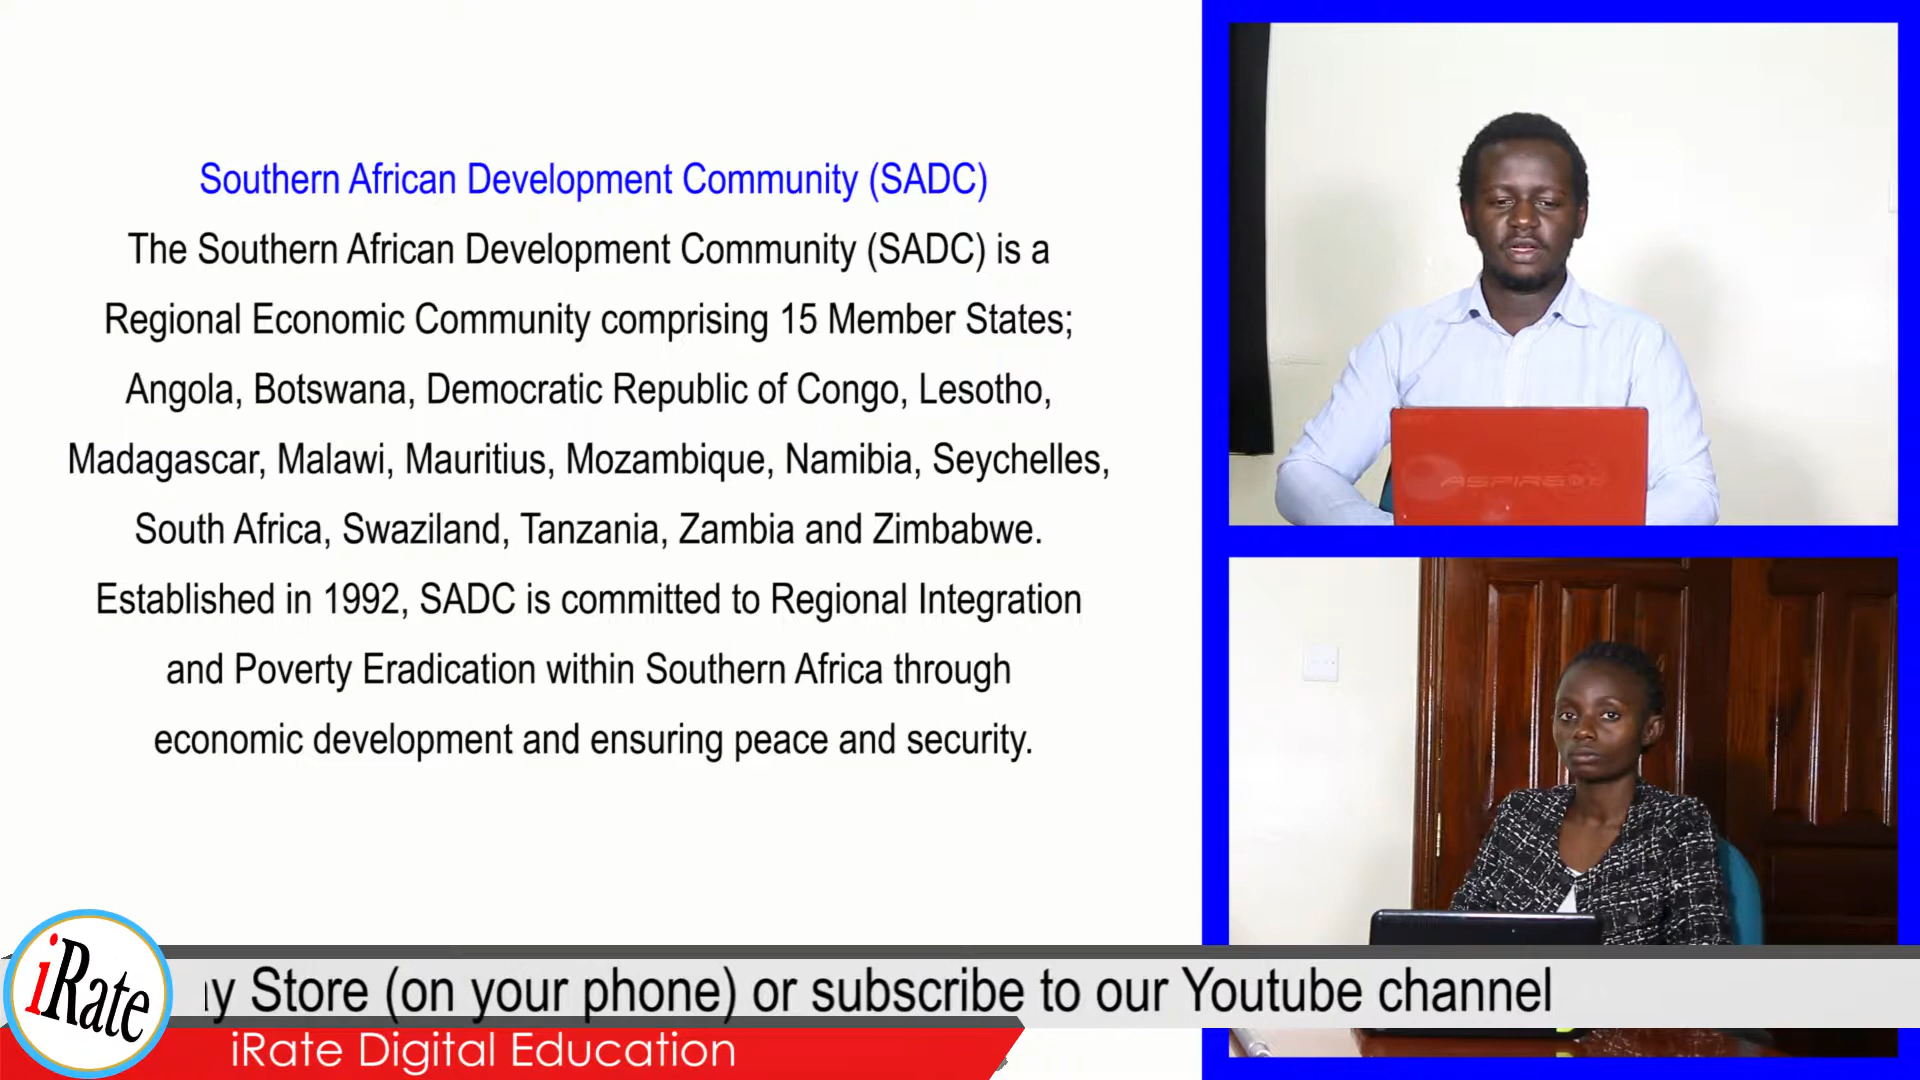 Southern African Development Community (SADC)
The Southern African Development Community (SADC) is a
Regional Economic Community comprising 15 Member States;
Angola, Botswana, Democratic Republic of Congo, Lesotho,
Madagascar, Malawi, Mauritius, Mozambique, Namibia, Seychelles,
South Africa, Swaziland, Tanzania, Zambia and Zimbabwe.
Established in 1992, SADC is committed to Regional Integration
and Poverty Eradication within Southern Africa through
economic development and ensuring peace and security.
ASPIRE
iRate
y Store (on your phone) or subscribe to our Youtube channel
iRate Digital Education